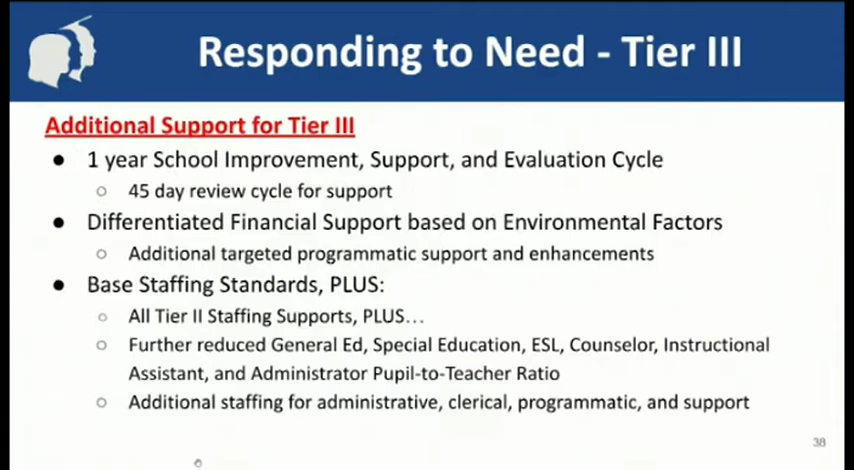 Responding to Need - Tier III
Additional Support for Tier III
● 1 year School Improvement, Support, and Evaluation Cycle
○ 45 day review cycle for support
● Differentiated Financial Support based on Environmental Factors
○ Additional targeted programmatic support and enhancements
● Base Staffing Standards, PLUS:
○ All Tier II Staffing Supports, PLUS...
○ Further reduced General Ed, Special Education, ESL, Counselor, Instructional
Assistant, and Administrator Pupil-to-Teacher Ratio
○ Additional staffing for administrative, clerical, programmatic, and support
38